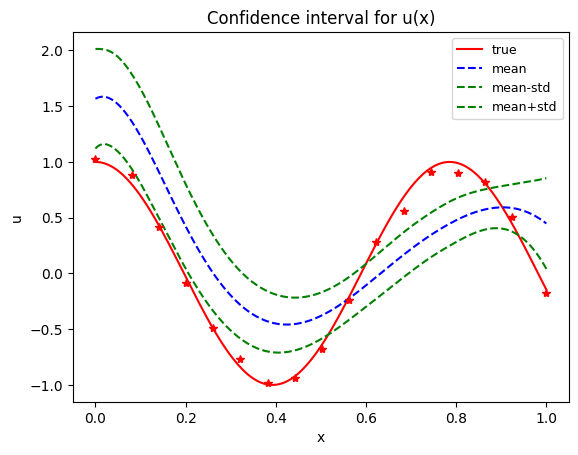 Confidence interval for u(x)
true
mean
mean-std
mean+std
2.0
1.5
1.0
0.5
0.0
−0.5
−1.0
u
0.0
0.2
0.4
0.6
0.8
1.0
x